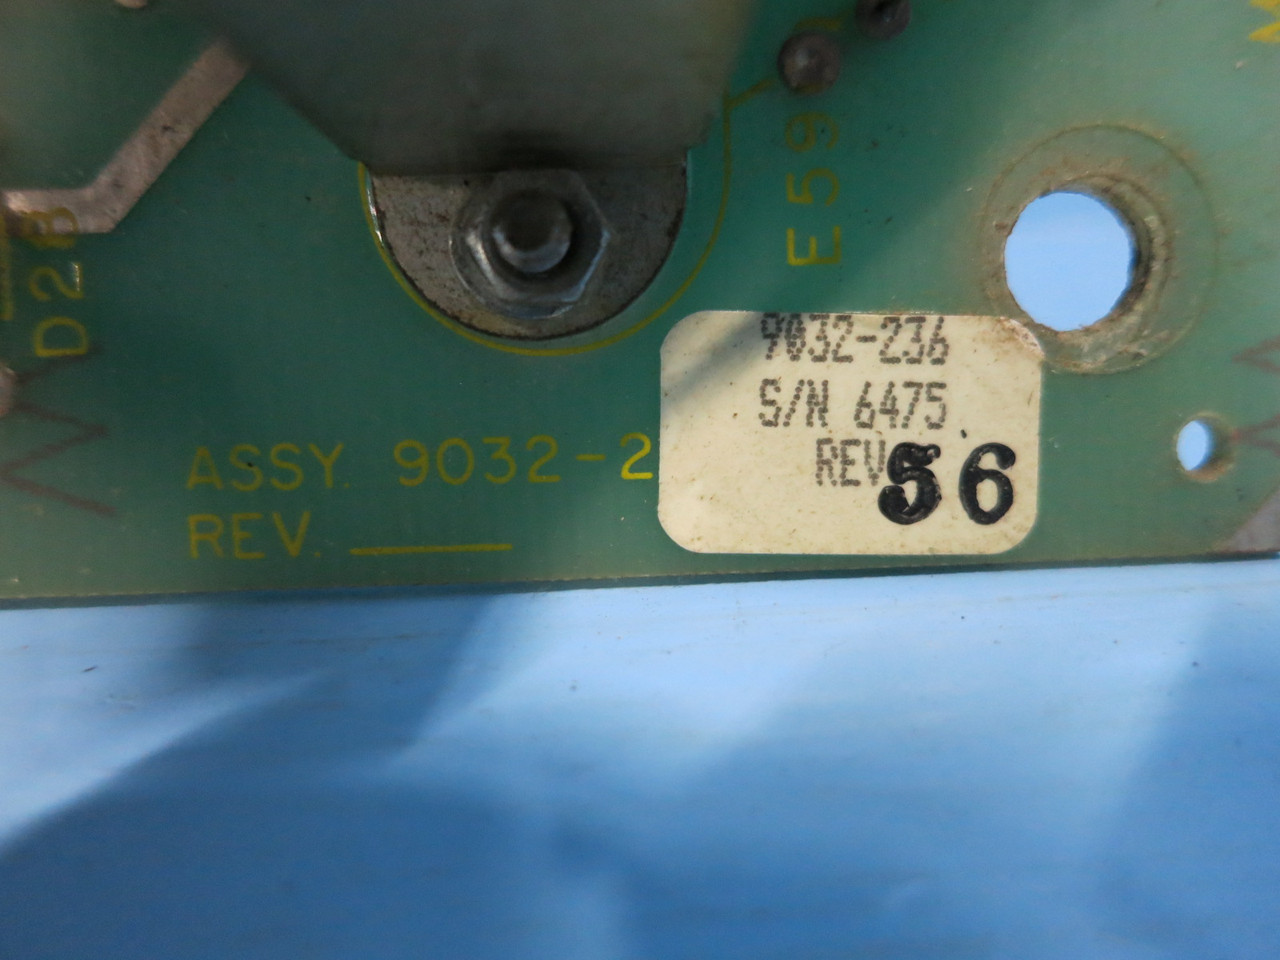 E59
D28
9032-236
S/N 6475
REV 56
ASSY. 9032-2
REV.